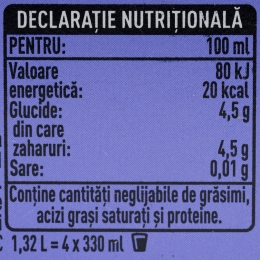 DECLARAȚIE NUTRIȚIONALĂ
PENTRU: 100 ml
Valoare 80 kJ
energetică: 20 kcal
Glucide: 4,5 g
din care
zaharuri: 4,5 g
Sare: 0,01 g
Conține cantități neglijabile de grăsimi,
acizi grași saturați și proteine.
1,32 L = 4 x 330 ml